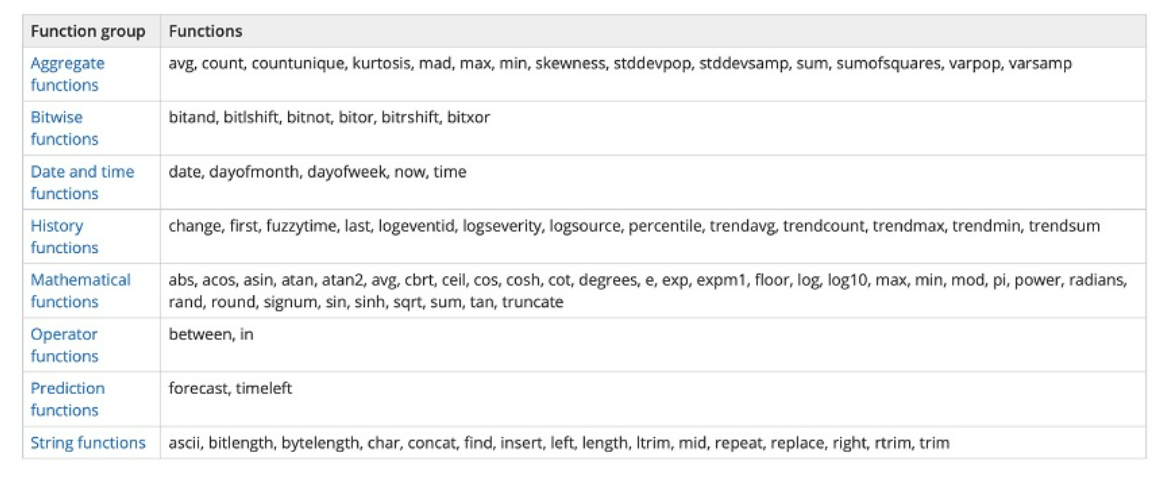 Function group Functions
Aggregate functions avg, count, countunique, kurtosis, mad, max, min, skewness, stddevpop, stddevsamp, sum, sumofsquares, varpop, varsamp
Bitwise functions bitand, bitlshift, bitnot, bitor, bitrshift, bitxor
Date and time functions date, dayofmonth, dayofweek, now, time
History functions change, first, fuzzytime, last, logeventid, logseverity, logsource, percentile, trendavg, trendcount, trendmax, trendmin, trendsum
Mathematical functions abs, acos, asin, atan, atan2, avg, cbrt, ceil, cos, cosh, cot, degrees, e, exp, expm1, floor, log, log10, max, min, mod, pi, power, radians,
rand, round, signum, sin, sinh, sqrt, sum, tan, truncate
Operator functions between, in
Prediction functions forecast, timeleft
String functions ascii, bitlength, bytelength, char, concat, find, insert, left, length, ltrim, mid, repeat, replace, right, rtrim, trim